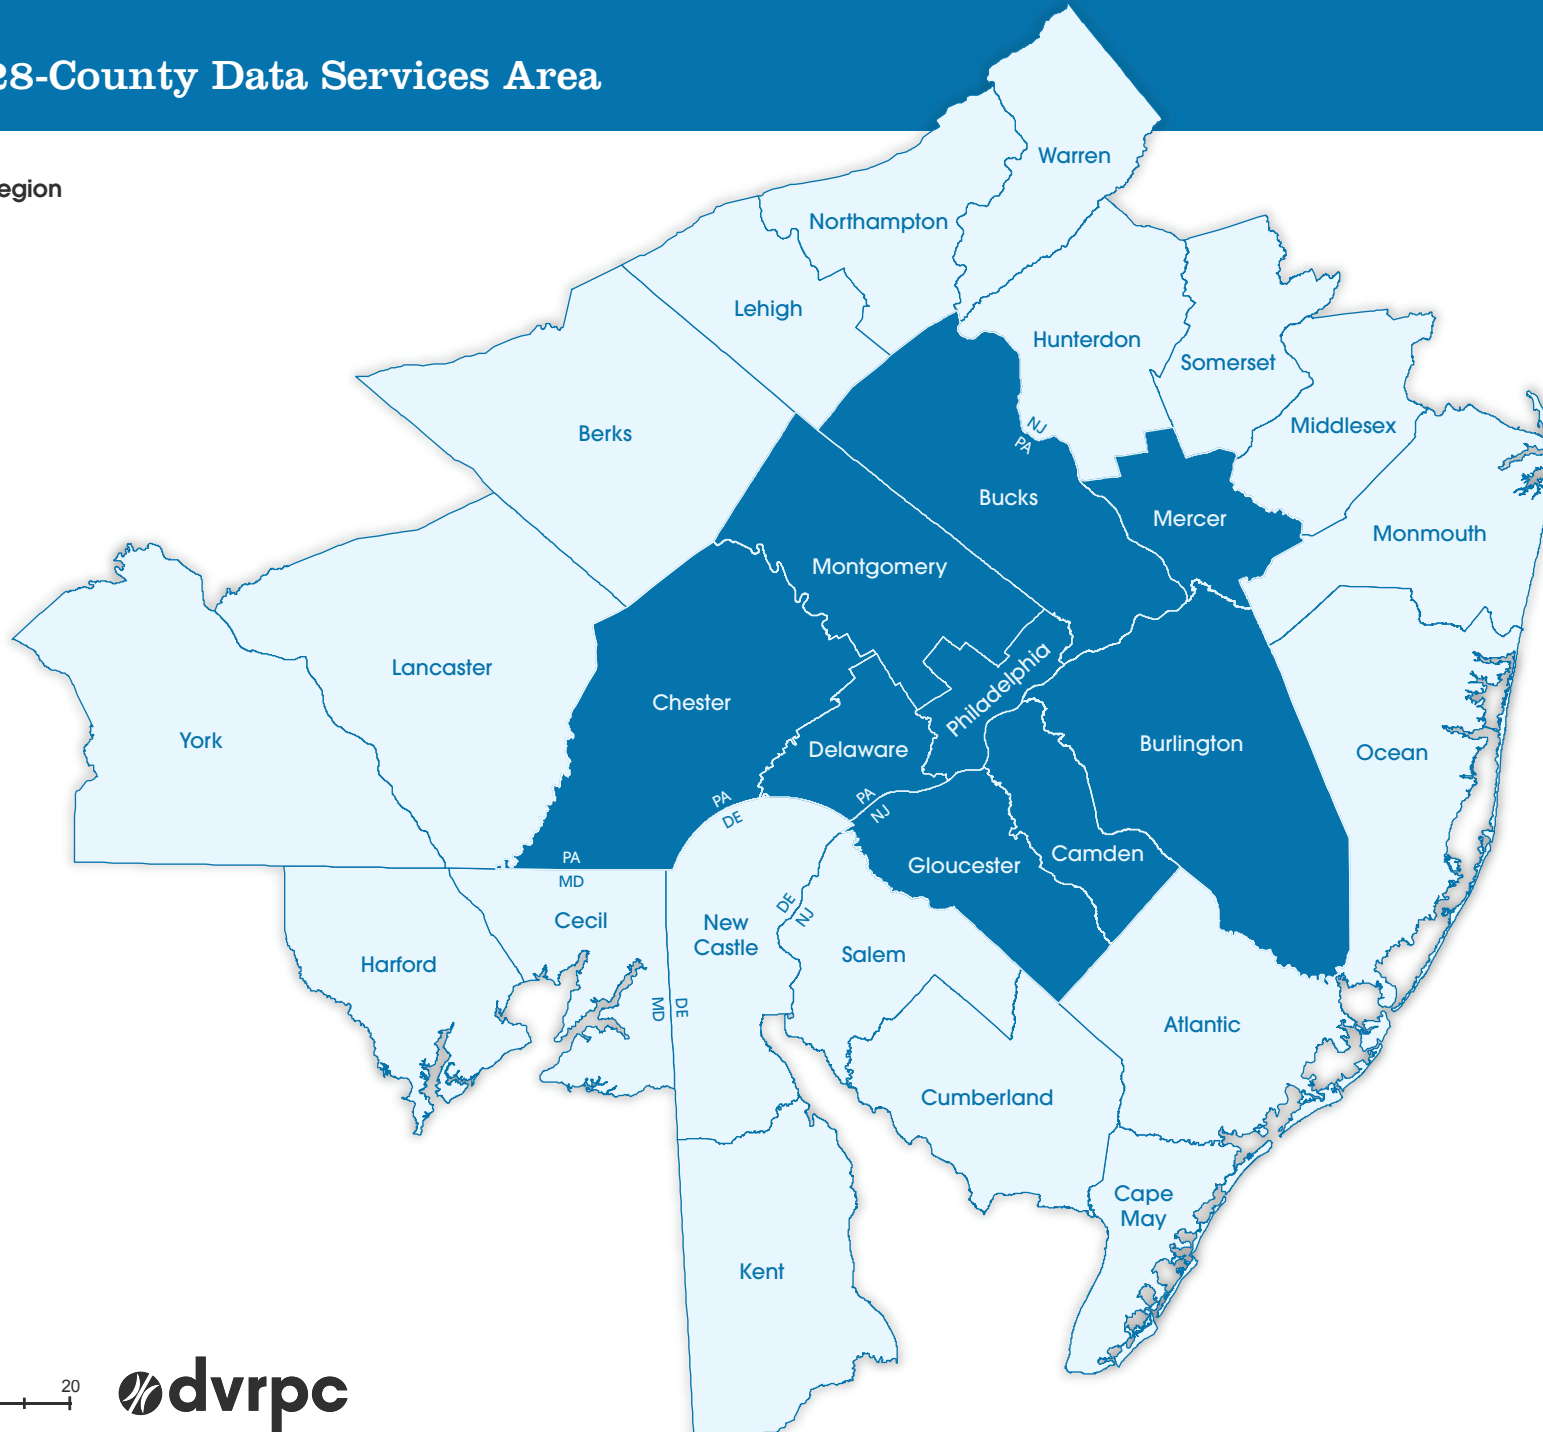 28-County Data Services Area
egion
Warren
Northampton
Lehigh
Hunterdon
Somerset
Berks
Middlesex
NJ
PA
Bucks
Mercer
Monmouth
Montgomery
Lancaster
Chester
Philadelphia
York
Delaware
Burlington
Ocean
PA
DE
PA
NJ
PA
MD
Gloucester
Camden
Cecil
New
Castle
DE
NJ
Harford
Salem
MD
DE
Atlantic
Cumberland
Cape
May
Kent
20
dvrpc